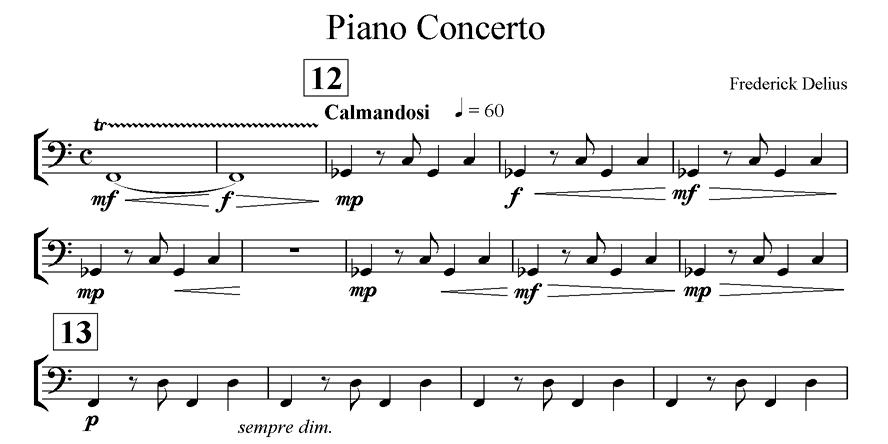 Piano Concerto
12
Frederick Delius
Calmandosi ♩ = 60
tr
mf f mp f mf
mp mp mf mp
13
p
sempre dim.